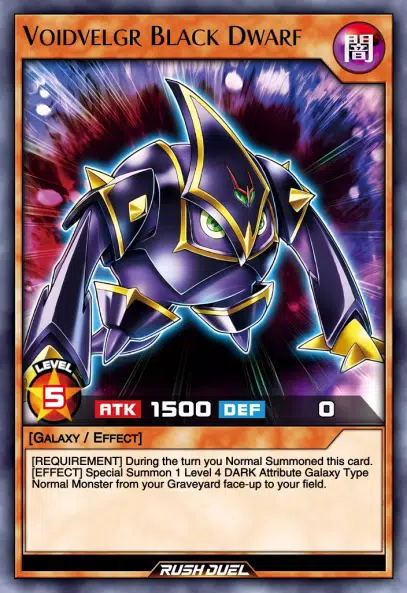 Voidvelgr Black Dwarf
闇
LEVEL
5
ATK 1500 DEF 0
[Galaxy / Effect]
[REQUIREMENT] During the turn you Normal Summoned this card.
[EFFECT] Special Summon 1 Level 4 DARK Attribute Galaxy Type
Normal Monster from your Graveyard face-up to your field.
RUSH DUEL